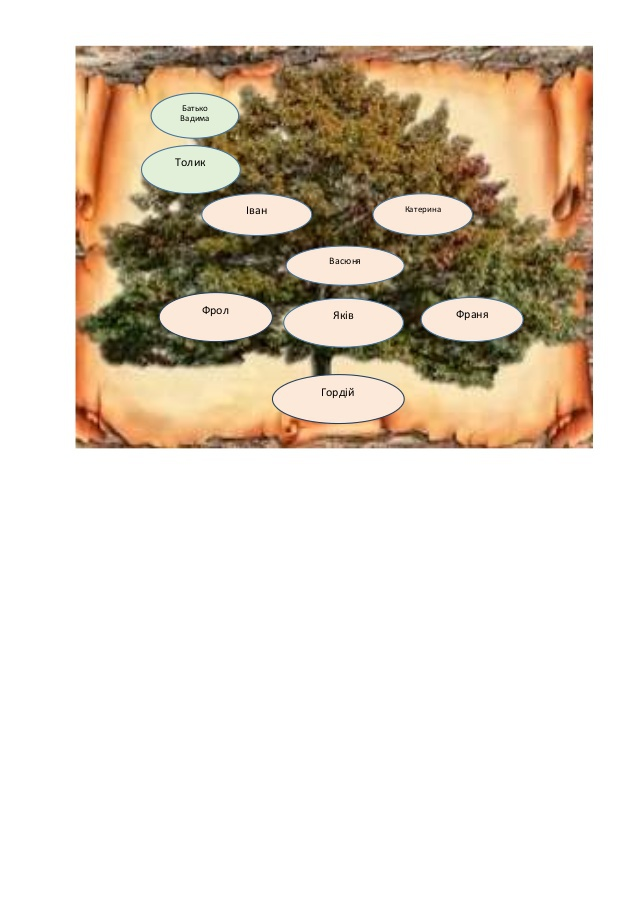 Батько
Вадима
Толик
Іван
Катерина
Васюня
Фрол
Яків
Франя
Гордій